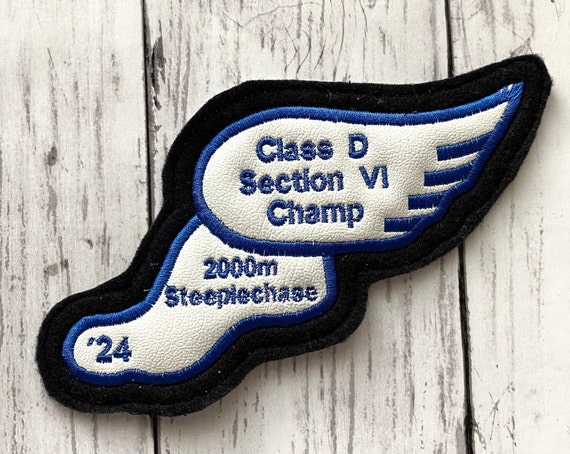 Class D
Section VI
Champ
2000m
Steeplechase
'24